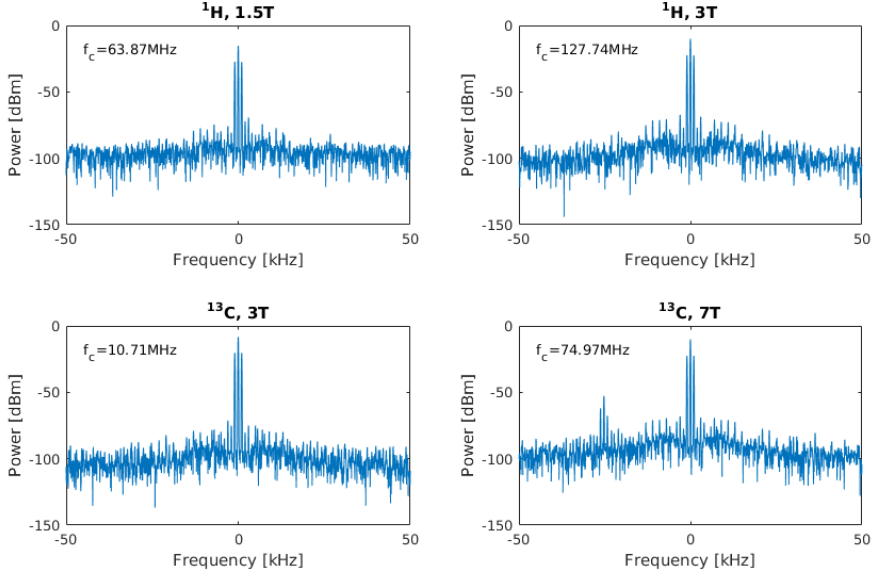 ¹H, 1.5T
f_c=63.87MHz
0
-50
-100
-150
Power [dBm]
-50 0 50
Frequency [kHz]
¹H, 3T
f_c=127.74MHz
0
-50
-100
-150
Power [dBm]
-50 0 50
Frequency [kHz]
¹³C, 3T
f_c=10.71MHz
0
-50
-100
-150
Power [dBm]
-50 0 50
Frequency [kHz]
¹³C, 7T
f_c=74.97MHz
0
-50
-100
-150
Power [dBm]
-50 0 50
Frequency [kHz]